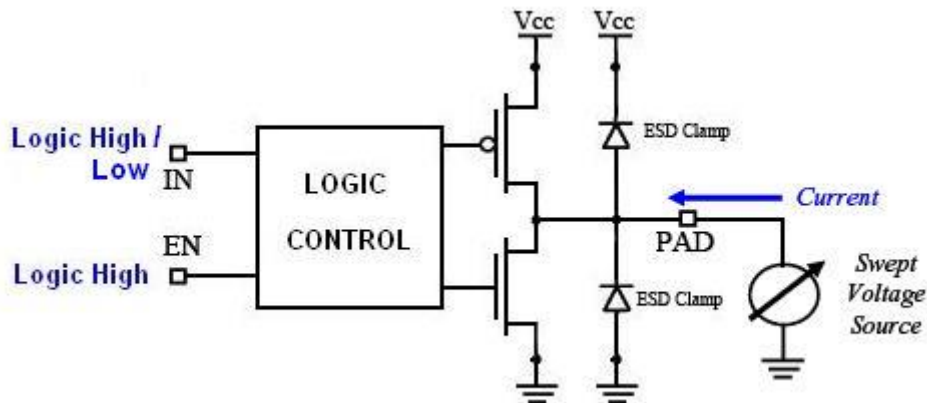 Vcc
Vcc
ESD Clamp
Logic High /
Low
IN
LOGIC
CONTROL
Current
PAD
EN
Logic High
ESD Clamp
Swept
Voltage
Source